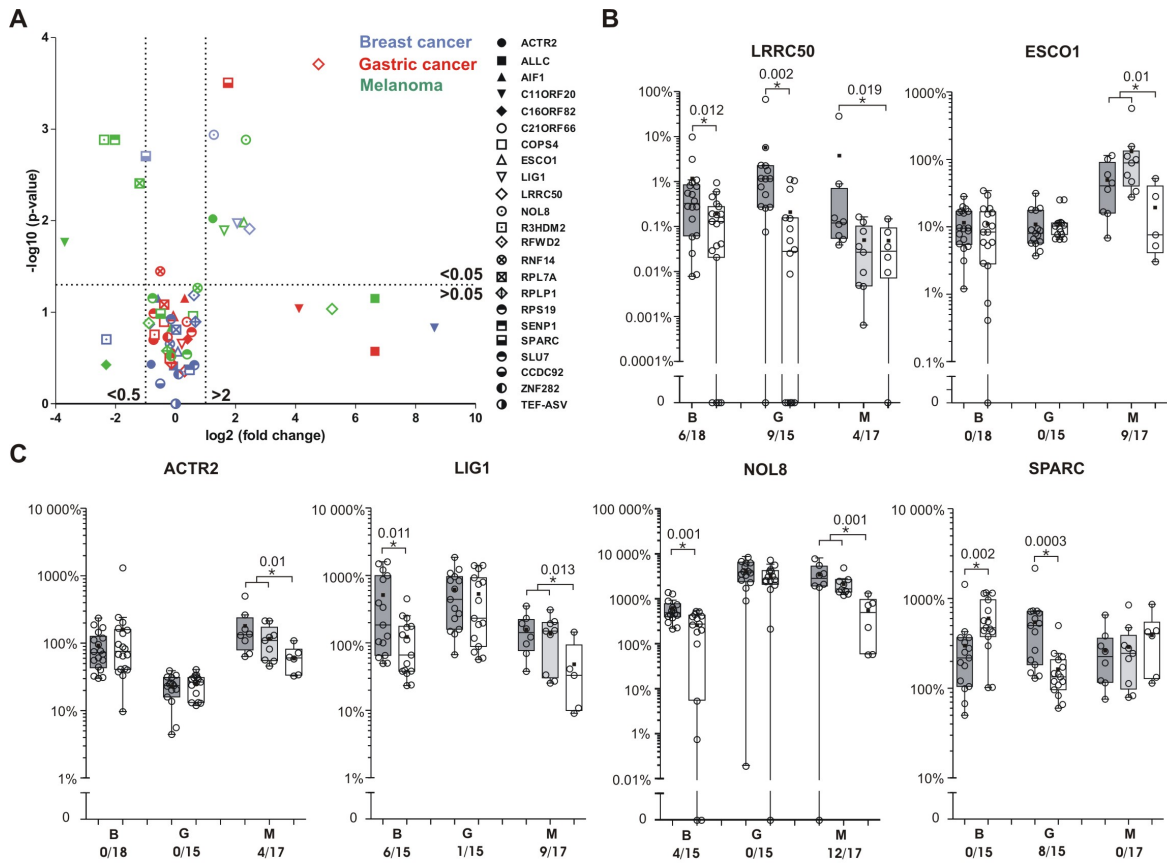 A
4
3
2
1
0
-log10 (p-value)
-4
-2
0
2
4
6
8
10
log2 (fold change)
Breast cancer
Gastric cancer
Melanoma
<0.05
>0.05
<0.5
>2
ACTR2
ALLC
AIF1
C11ORF20
C16ORF82
C21ORF66
COPS4
ESCO1
LIG1
LRRC50
NOL8
R3HDM2
RFWD2
RNF14
RPL7A
RPLP1
RPS19
SENP1
SPARC
SLU7
CCDC92
ZNF282
TEF-ASV
B
LRRC50
100%
10%
1%
0.1%
0.01%
0.001%
0.0001%
0
0.012
*
0.002
*
0.019
*
B
G
M
6/18
9/15
4/17
ESCO1
1000%
100%
10%
1%
0.1%
0
0.01
*
B
G
M
0/18
0/15
9/17
C
ACTR2
10 000%
1000%
100%
10%
1%
0
0.01
*
B
G
M
0/18
0/15
4/17
LIG1
10 000%
1000%
100%
10%
1%
0
0.011
*
0.013
*
B
G
M
6/15
1/15
9/17
NOL8
100 000%
10 000%
1000%
100%
10%
1%
0.1%
0.01%
0
0.001
*
0.001
*
B
G
M
4/15
0/15
12/17
SPARC
10 000%
1000%
100%
10%
0
0.002
*
0.0003
*
B
G
M
0/15
8/15
0/17